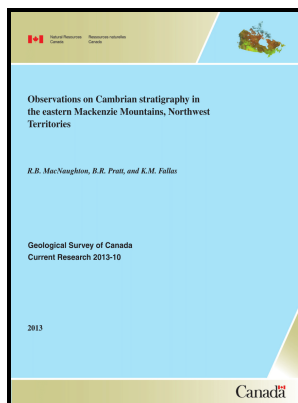 Natural Resources Canada
Ressources naturelles Canada
Observations on Cambrian stratigraphy in
the eastern Mackenzie Mountains, Northwest
Territories
R.B. MacNaughton, B.R. Pratt, and K.M. Fallas
Geological Survey of Canada
Current Research 2013-10
2013
Canada